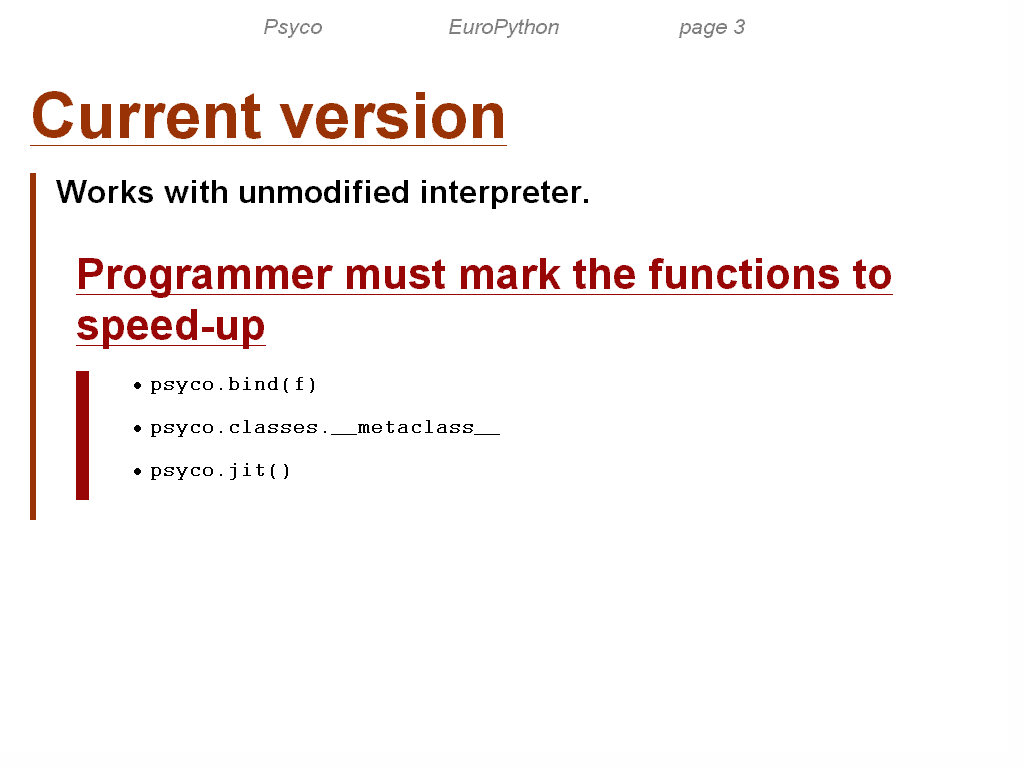 Psyco EuroPython page 3
Current version
Works with unmodified interpreter.
Programmer must mark the functions to
speed-up
• psyco.bind(f)
• psyco.classes.__metaclass__
• psyco.jit()